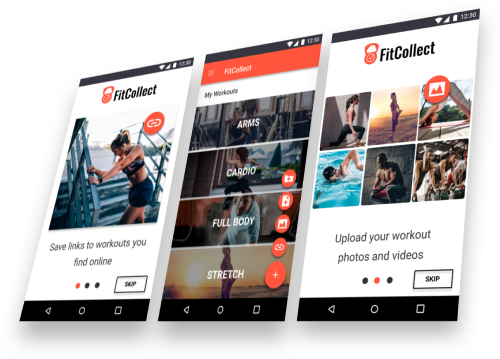 12:30
FitCollect
Save links to workouts you
find online
SKIP
12:30
FitCollect
My Workouts
ARMS
CARDIO
FULL BODY
STRETCH
+
12:30
FitCollect
Upload your workout
photos and videos
SKIP